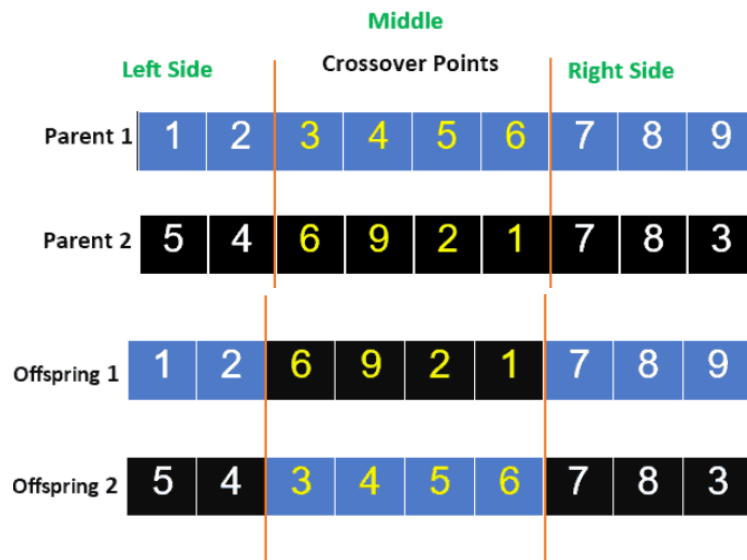 Middle
Left Side Crossover Points Right Side
Parent 1 1 2 3 4 5 6 7 8 9
Parent 2 5 4 6 9 2 1 7 8 3
Offspring 1 1 2 6 9 2 1 7 8 9
Offspring 2 5 4 3 4 5 6 7 8 3